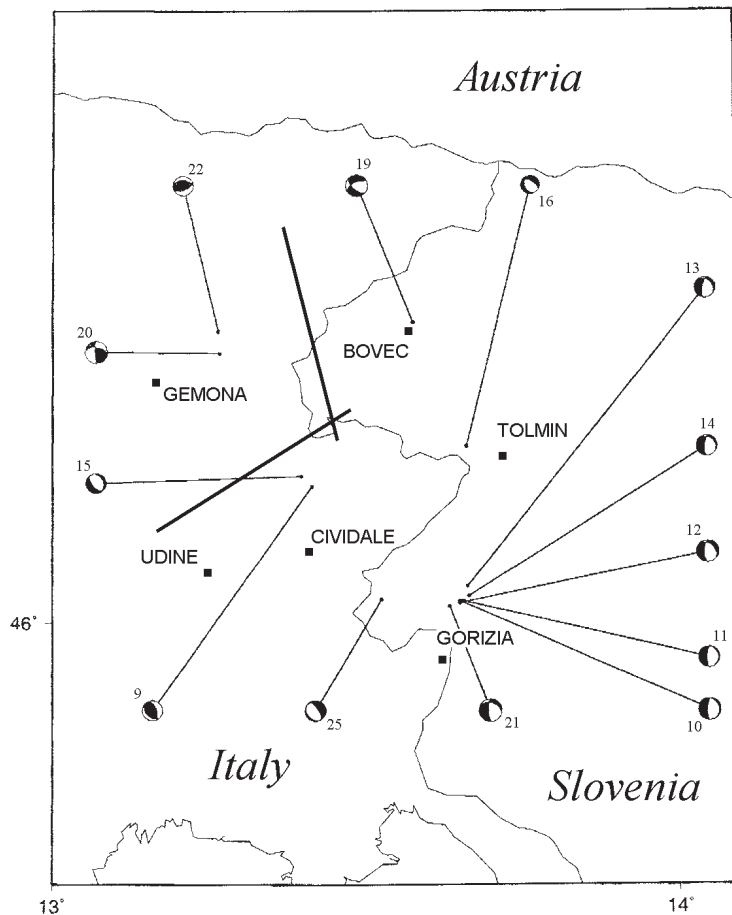 Austria
22
19
16
13
20
BOVEC
GEMONA
14
TOLMIN
15
12
CIVIDALE
UDINE
46°
GORIZIA
11
9
25
21
10
Italy
Slovenia
13°
14°